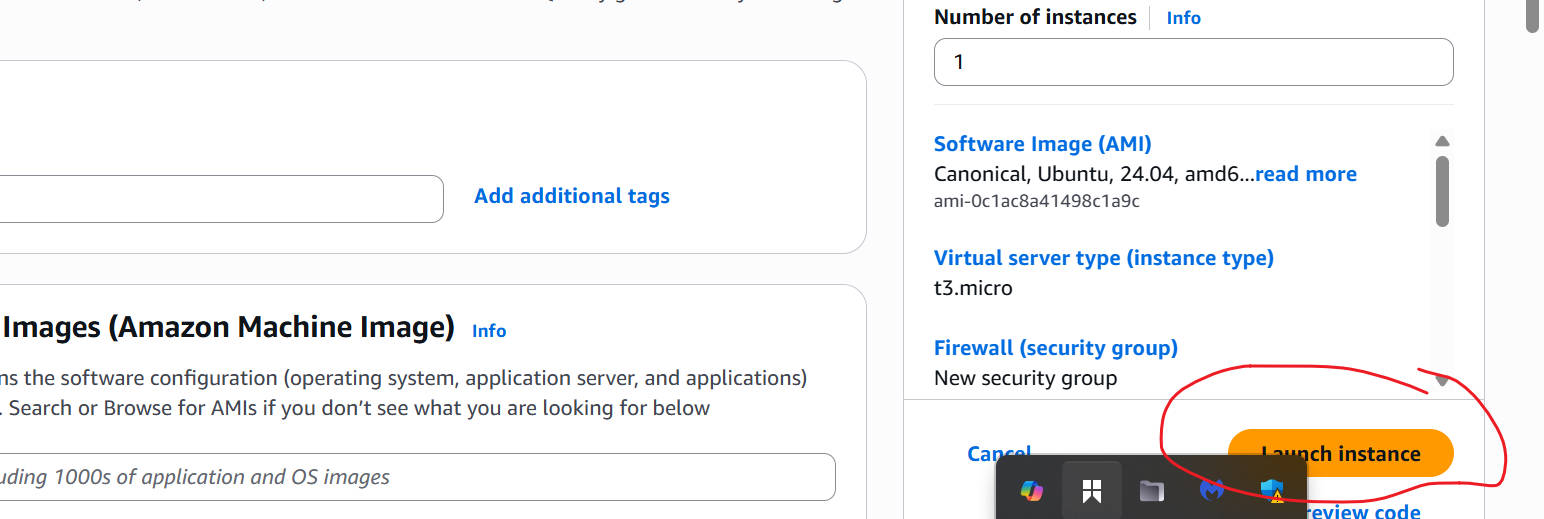 Number of instances Info
1
Software Image (AMI)
Canonical, Ubuntu, 24.04, amd6...read more
ami-0c1ac8a41498c1a9c
Virtual server type (instance type)
t3.micro
Firewall (security group)
New security group
Cancel
Launch instance
review code
Add additional tags
Images (Amazon Machine Image) Info
ns the software configuration (operating system, application server, and applications)
. Search or Browse for AMIs if you don't see what you are looking for below
uding 1000s of application and OS images